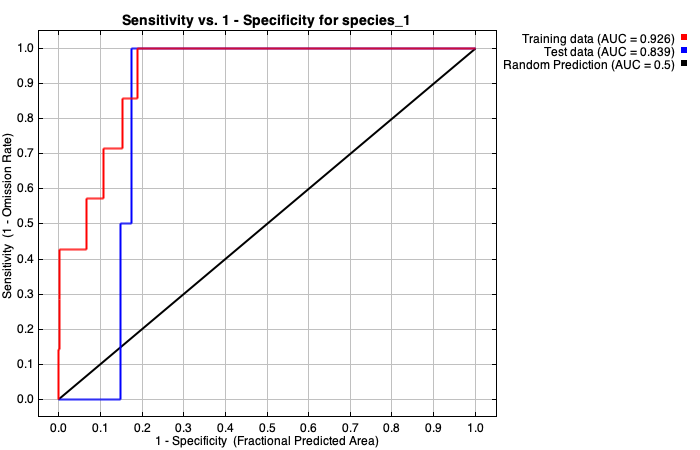 Sensitivity vs. 1 - Specificity for species_1
Training data (AUC = 0.926)
Test data (AUC = 0.839)
Random Prediction (AUC = 0.5)
Sensitivity (1 - Omission Rate)
1.0
0.9
0.8
0.7
0.6
0.5
0.4
0.3
0.2
0.1
0.0
0.0 0.1 0.2 0.3 0.4 0.5 0.6 0.7 0.8 0.9 1.0
1 - Specificity (Fractional Predicted Area)